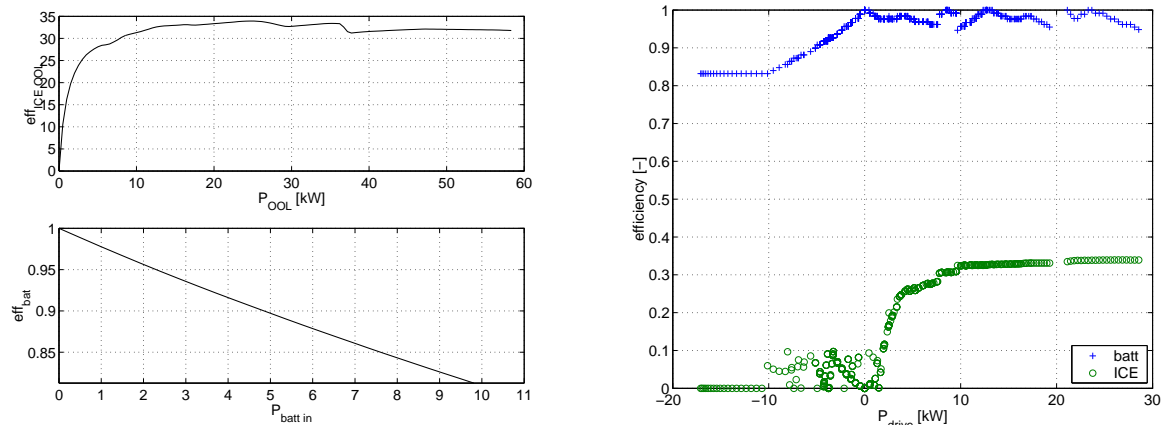 35
30
25
20
15
10
5
0
eff_ICE,OOL
0 10 20 30 40 50 60
P_OOL [kW]
1
0.95
0.9
0.85
eff_bat
0 1 2 3 4 5 6 7 8 9 10 11
P_batt in
1
0.9
0.8
0.7
0.6
0.5
0.4
0.3
0.2
0.1
0
efficiency [-]
batt
ICE
−20 −10 0 10 20 30
P_drive [kW]